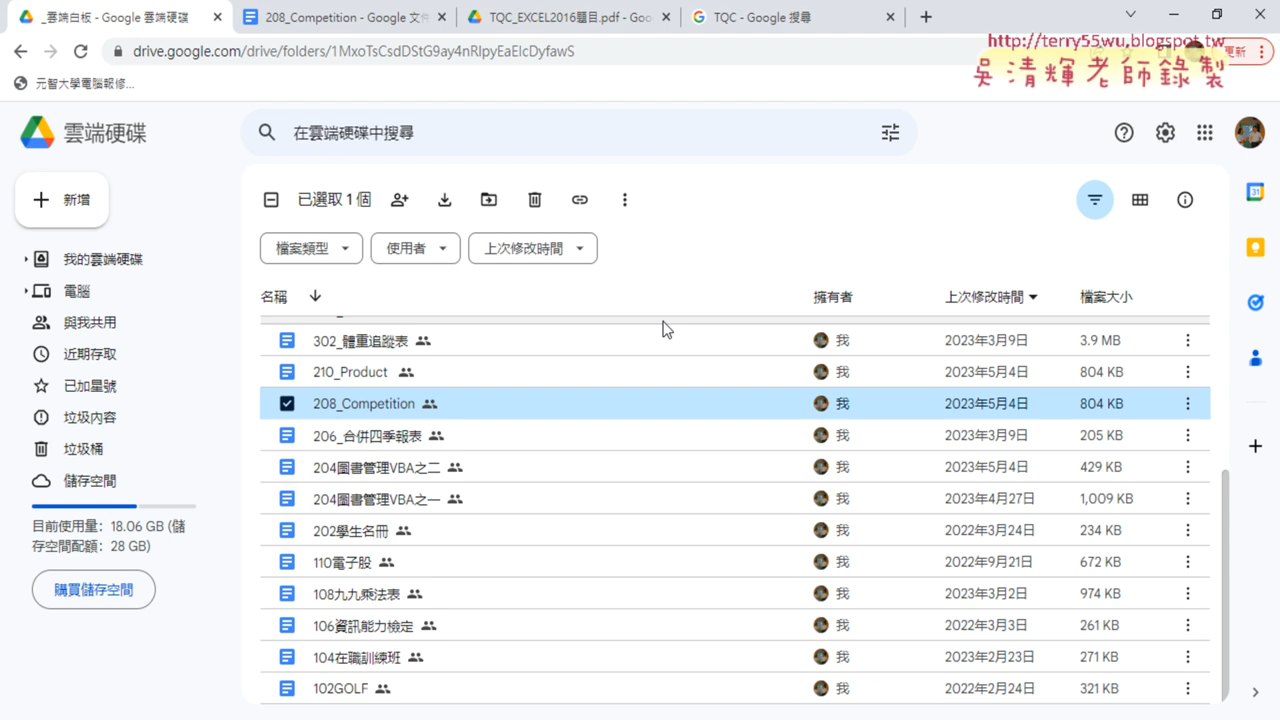 _雲端白板 - Google 雲端硬碟
208_Competition - Google 文件
TQC_EXCEL2016題目.pdf - Goo
TQC - Google 搜尋
drive.google.com/drive/folders/1MxoTsCsdDStG9ay4nRIpyEaElcDyfawS
更新
http://terry55wu.blogspot.tw
吳清輝老師錄製
元智大學電腦報修...
雲端硬碟
在雲端硬碟中搜尋
新增
已選取 1 個
31
檔案類型
使用者
上次修改時間
我的雲端硬碟
電腦
與我共用
近期存取
已加星號
垃圾內容
垃圾桶
儲存空間
目前使用量：18.06 GB (儲
存空間配額：28 GB)
購買儲存空間
名稱 擁有者 上次修改時間 檔案大小
302_體重追蹤表 我 2023年3月9日 3.9 MB
210_Product 我 2023年5月4日 804 KB
208_Competition 我 2023年5月4日 804 KB
206_合併四季報表 我 2023年3月9日 205 KB
204圖書管理VBA之二 我 2023年5月4日 429 KB
204圖書管理VBA之一 我 2023年4月27日 1,009 KB
202學生名冊 我 2022年3月24日 234 KB
110電子股 我 2022年9月21日 672 KB
108九九乘法表 我 2023年3月2日 974 KB
106資訊能力檢定 我 2022年3月3日 261 KB
104在職訓練班 我 2023年2月23日 271 KB
102GOLF 我 2022年2月24日 321 KB